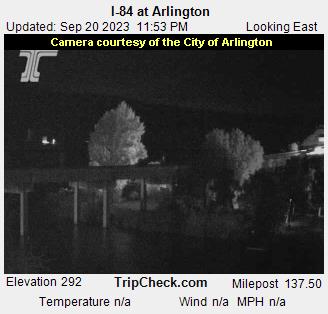 I-84 at Arlington
Updated: Sep 20 2023 11:53 PM Looking East
Camera courtesy of the City of Arlington
Elevation 292 TripCheck.com Milepost 137.50
Temperature n/a Wind n/a MPH n/a